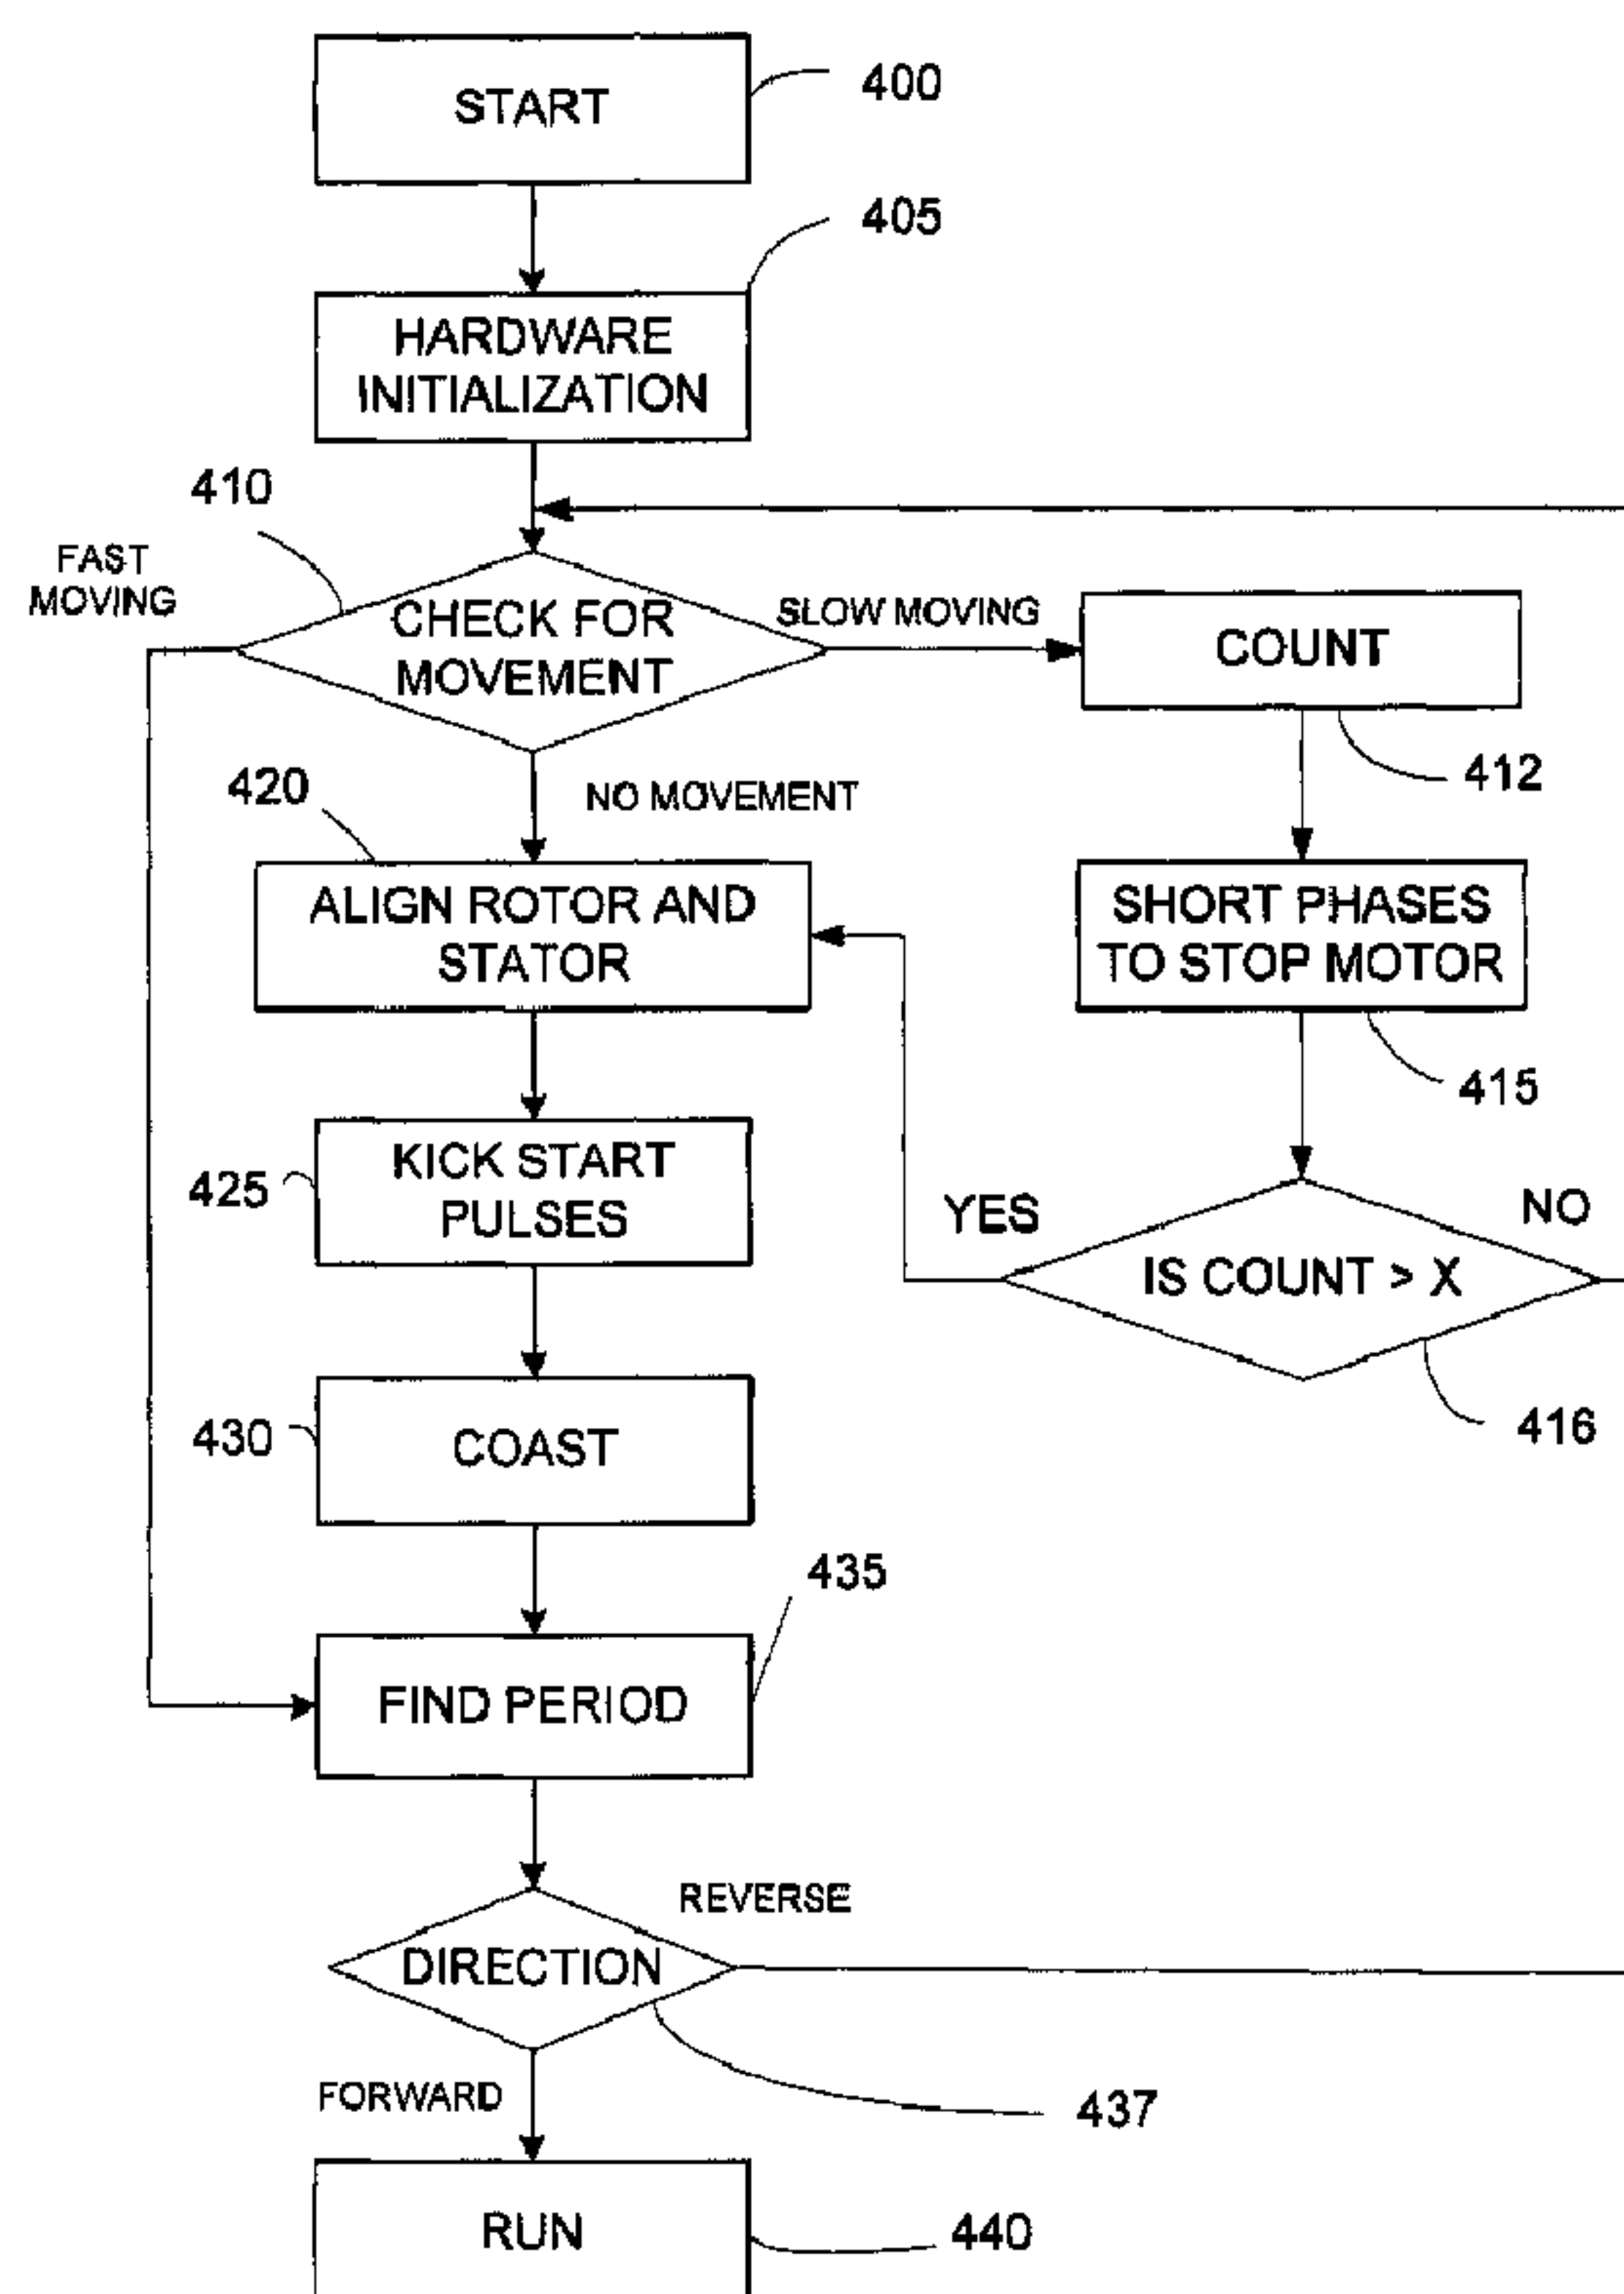 START
400
HARDWARE
INITIALIZATION
405
410
FAST
MOVING
CHECK FOR
MOVEMENT
SLOW MOVING
COUNT
412
NO MOVEMENT
420
ALIGN ROTOR AND
STATOR
SHORT PHASES
TO STOP MOTOR
415
KICK START
PULSES
425
YES
NO
IS COUNT > X
416
COAST
430
435
FIND PERIOD
REVERSE
DIRECTION
437
FORWARD
RUN
440